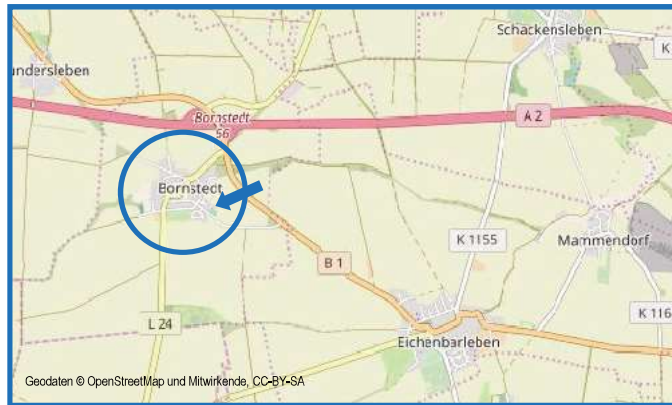 Schackensleben
K
undersleben
Bornstedt
56
A 2
Bornstedt
K 1155
Mammendorf
B 1
K 116
L 24
Eichenbarleben
Geodaten © OpenStreetMap und Mitwirkende, CC-BY-SA